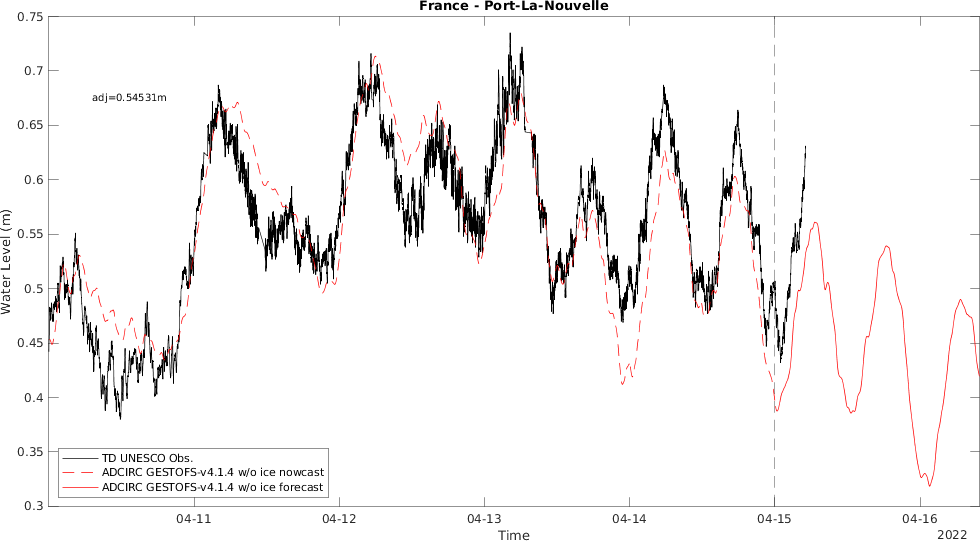 France - Port-La-Nouvelle
0.75
0.7
0.65
0.6
0.55
0.5
0.45
0.4
0.35
0.3
Water Level (m)
adj=0.54531m
TD UNESCO Obs.
ADCIRC GESTOFS-v4.1.4 w/o ice nowcast
ADCIRC GESTOFS-v4.1.4 w/o ice forecast
04-11 04-12 04-13 04-14 04-15 04-16
Time
2022